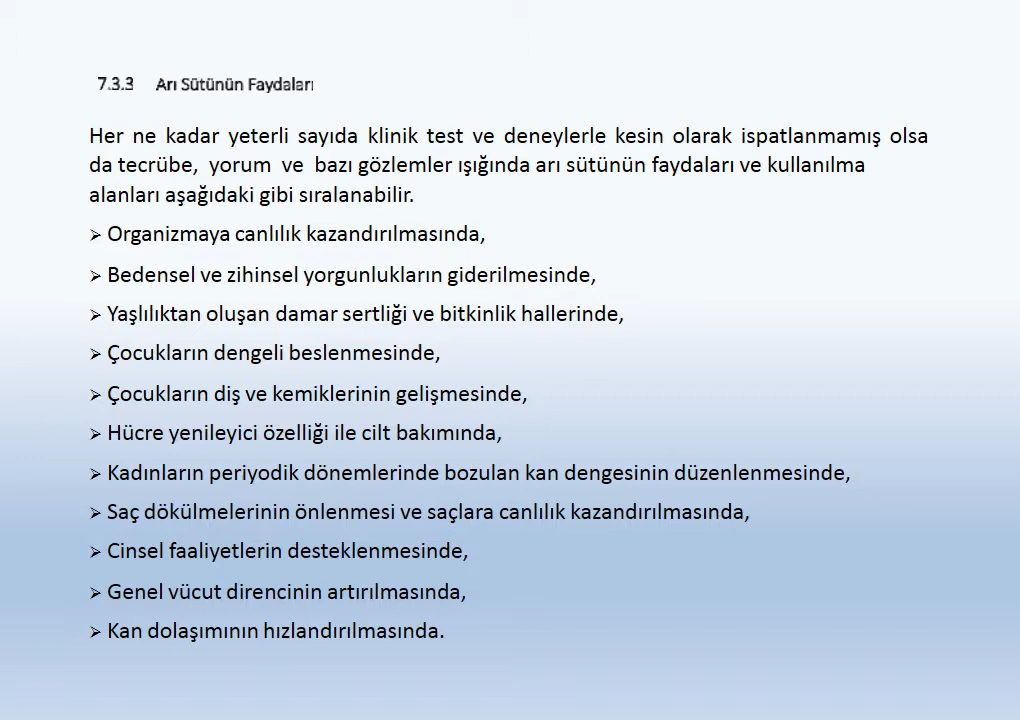 7.3.3 Arı Sütünün Faydaları
Her ne kadar yeterli sayıda klinik test ve deneylerle kesin olarak ispatlanmamış olsa
da tecrübe, yorum ve bazı gözlemler ışığında arı sütünün faydaları ve kullanılma
alanları aşağıdaki gibi sıralanabilir.
➢ Organizmaya canlılık kazandırılmasında,
➢ Bedensel ve zihinsel yorgunlukların giderilmesinde,
➢ Yaşlılıktan oluşan damar sertliği ve bitkinlik hallerinde,
➢ Çocukların dengeli beslenmesinde,
➢ Çocukların diş ve kemiklerinin gelişmesinde,
➢ Hücre yenileyici özelliği ile cilt bakımında,
➢ Kadınların periyodik dönemlerinde bozulan kan dengesinin düzenlenmesinde,
➢ Saç dökülmelerinin önlenmesi ve saçlara canlılık kazandırılmasında,
➢ Cinsel faaliyetlerin desteklenmesinde,
➢ Genel vücut direncinin artırılmasında,
➢ Kan dolaşımının hızlandırılmasında.